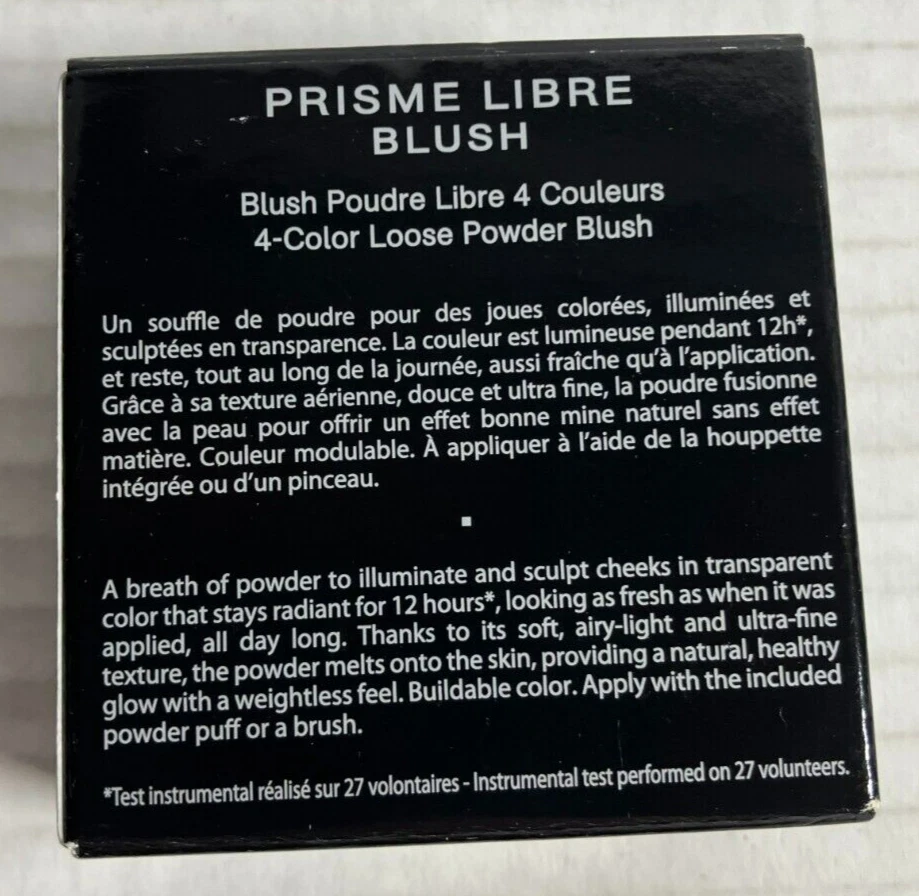 PRISME LIBRE
BLUSH
Blush Poudre Libre 4 Couleurs
4-Color Loose Powder Blush
Un souffle de poudre pour des joues colorées, illuminées et
sculptées en transparence. La couleur est lumineuse pendant 12h*,
et reste, tout au long de la journée, aussi fraîche qu'à l'application.
Grâce à sa texture aérienne, douce et ultra fine, la poudre fusionne
avec la peau pour offrir un effet bonne mine naturel sans effet
matière. Couleur modulable. À appliquer à l'aide de la houppette
intégrée ou d'un pinceau.
A breath of powder to illuminate and sculpt cheeks in transparent
color that stays radiant for 12 hours*, looking as fresh as when it was
applied, all day long. Thanks to its soft, airy-light and ultra-fine
texture, the powder melts onto the skin, providing a natural, healthy
glow with a weightless feel. Buildable color. Apply with the included
powder puff or a brush.
*Test instrumental réalisé sur 27 volontaires - Instrumental test performed on 27 volunteers.